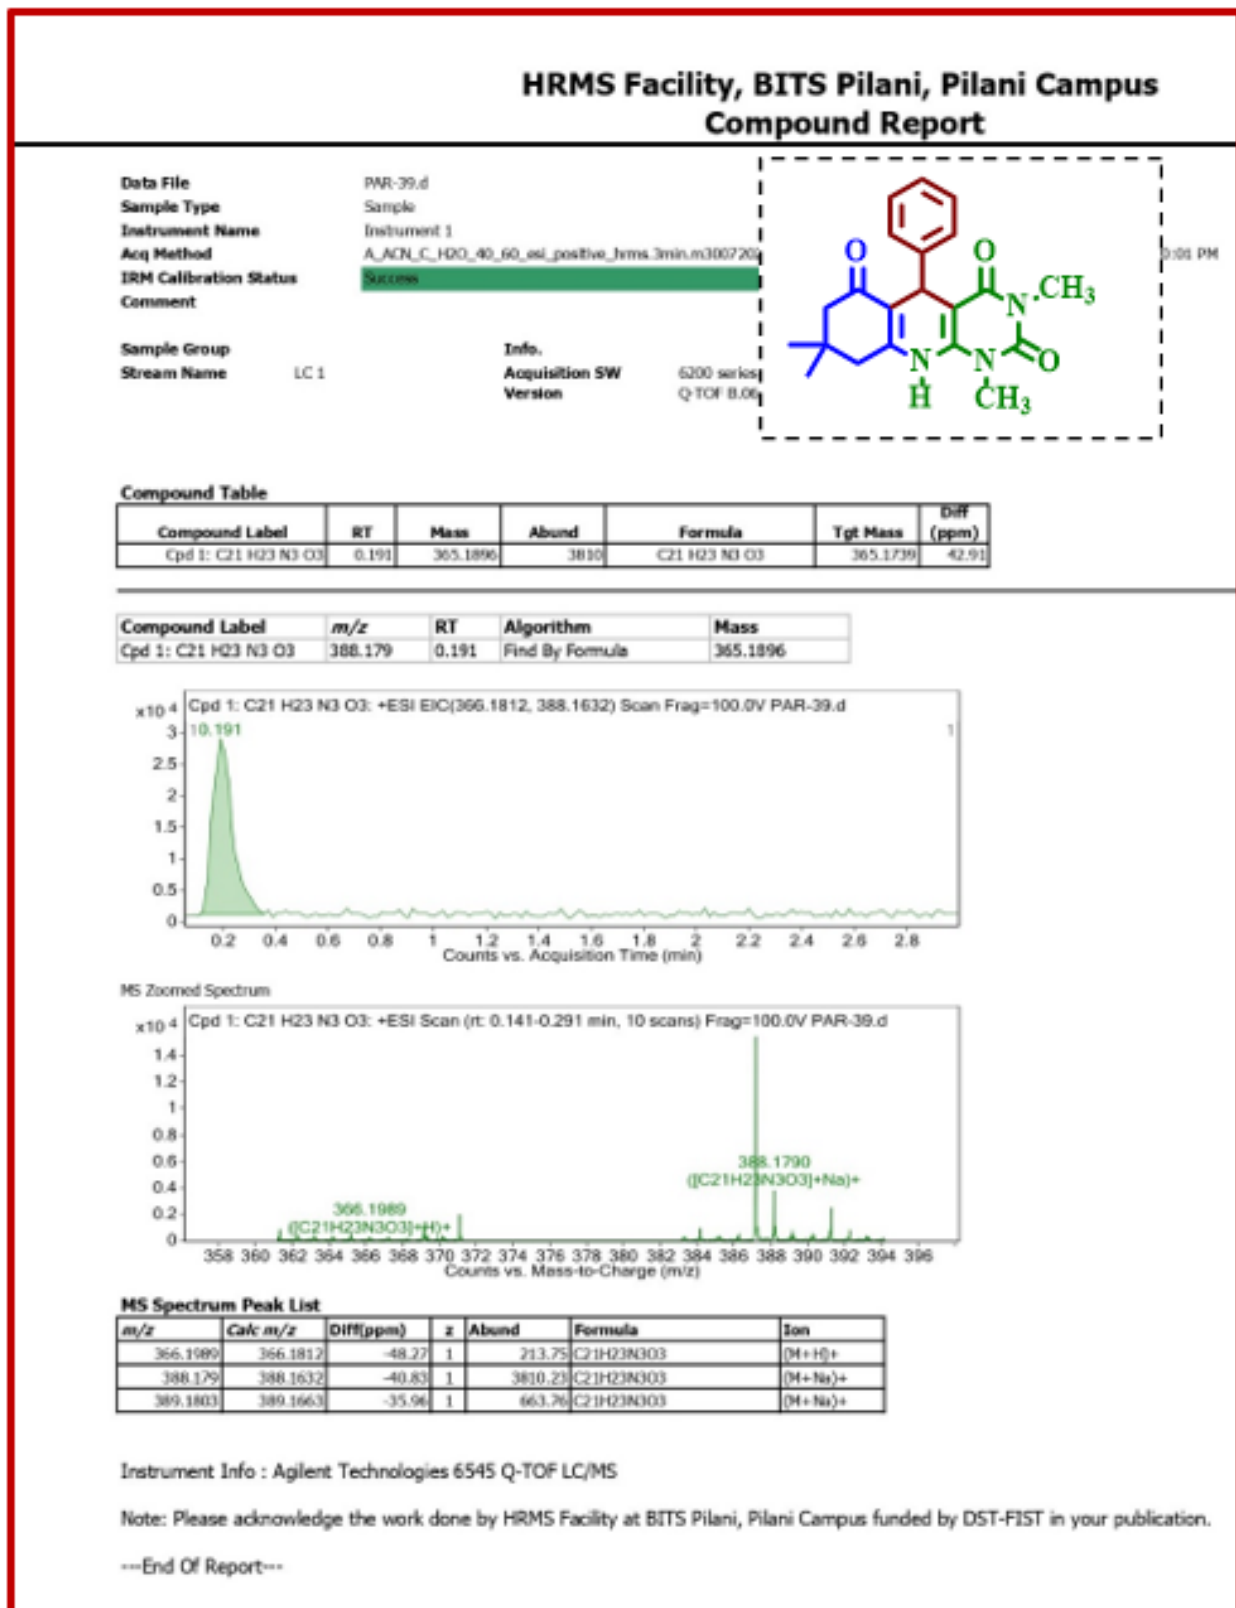 HRMS Facility, BITS Pilani, Pilani Campus
Compound Report
Data File PAR-39.d
Sample Type Sample
Instrument Name Instrument 1
Acq Method A_ACN_C_H2O_40_60_esi_positive_hrms.3min.m300720 0:01 PM
IRM Calibration Status Success
Comment
Sample Group Info.
Stream Name LC 1 Acquisition SW 6200 series
Version Q-TOF B.06
O O N CH3 N H N O CH3
Compound Table
Compound Label RT Mass Abund Formula Tgt Mass Diff (ppm)
Cpd 1: C21 H23 N3 O3 0.191 365.1896 3810 C21 H23 N3 O3 365.1739 42.91
Compound Label m/z RT Algorithm Mass
Cpd 1: C21 H23 N3 O3 388.179 0.191 Find By Formula 365.1896
x10 4 Cpd 1: C21 H23 N3 O3: +ESI EIC(366.1812, 388.1632) Scan Frag=100.0V PAR-39.d
3 1 0.191 1
2.5
2
1.5
1
0.5
0
0.2 0.4 0.6 0.8 1 1.2 1.4 1.6 1.8 2 2.2 2.4 2.6 2.8
Counts vs. Acquisition Time (min)
MS Zoomed Spectrum
x10 4 Cpd 1: C21 H23 N3 O3: +ESI Scan (rt: 0.141-0.291 min, 10 scans) Frag=100.0V PAR-39.d
1.4
1.2
1
0.8
0.6 388.1790
([C21H23N3O3]+Na)+
0.4
0.2 366.1989
([C21H23N3O3]+H)+
0
358 360 362 364 366 368 370 372 374 376 378 380 382 384 386 388 390 392 394 396
Counts vs. Mass-to-Charge (m/z)
MS Spectrum Peak List
m/z Calc m/z Diff(ppm) z Abund Formula Ion
366.1989 366.1812 -48.27 1 213.75 C21H23N3O3 (M+H)+
388.179 388.1632 -40.83 1 3810.23 C21H23N3O3 (M+Na)+
389.1803 389.1663 -35.96 1 663.76 C21H23N3O3 (M+Na)+
Instrument Info : Agilent Technologies 6545 Q-TOF LC/MS
Note: Please acknowledge the work done by HRMS Facility at BITS Pilani, Pilani Campus funded by DST-FIST in your publication.
---End Of Report---